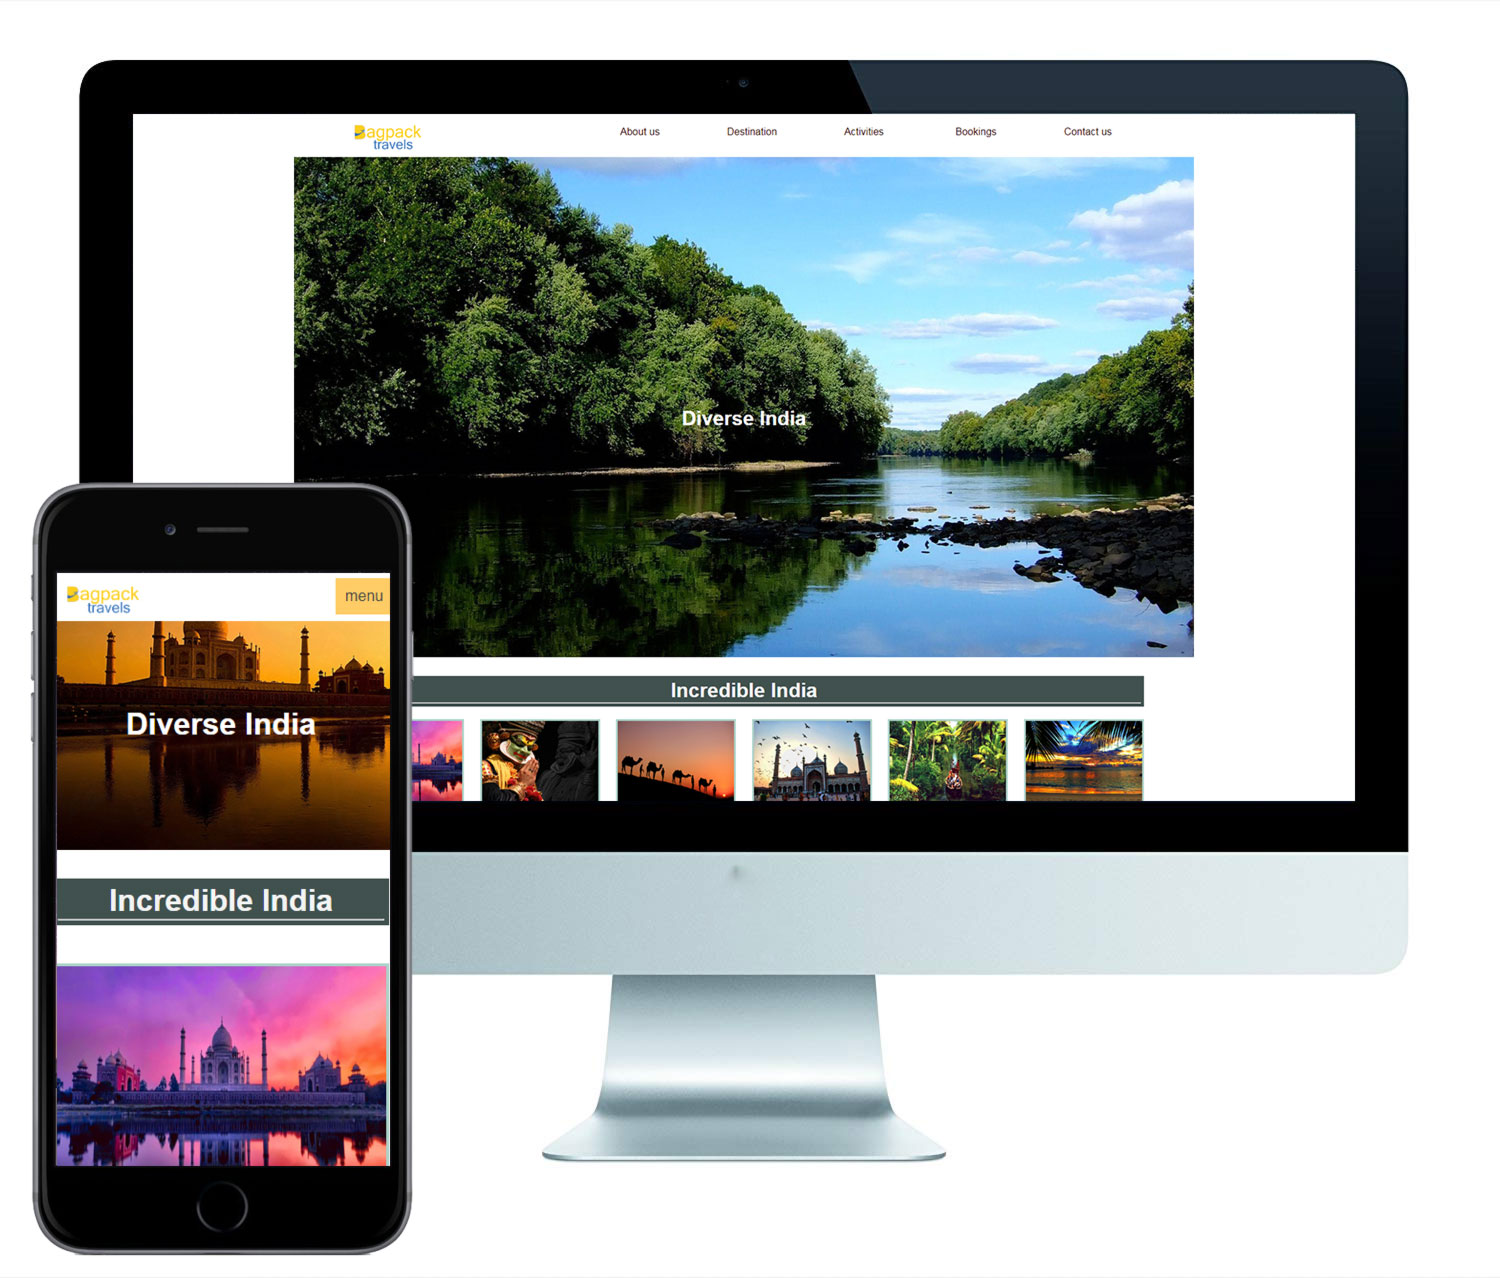 Bagpack
travels
About us
Destination
Activities
Bookings
Contact us
Diverse India
Incredible India
Bagpack
travels
menu
Diverse India
Incredible India